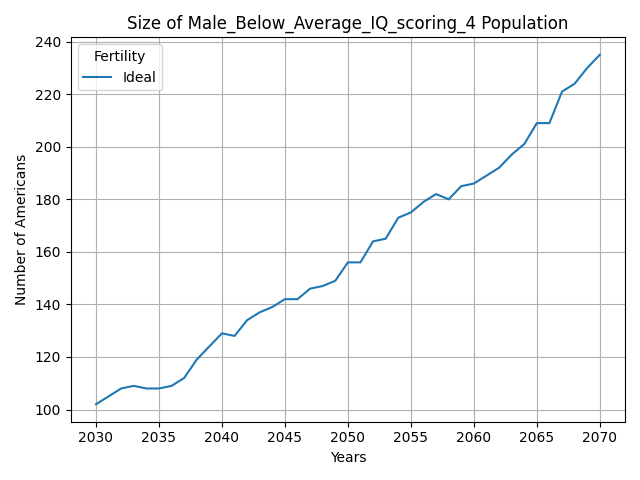 Size of Male_Below_Average_IQ_scoring_4 Population
Fertility
Ideal
Number of Americans
240
220
200
180
160
140
120
100
2030 2035 2040 2045 2050 2055 2060 2065 2070
Years